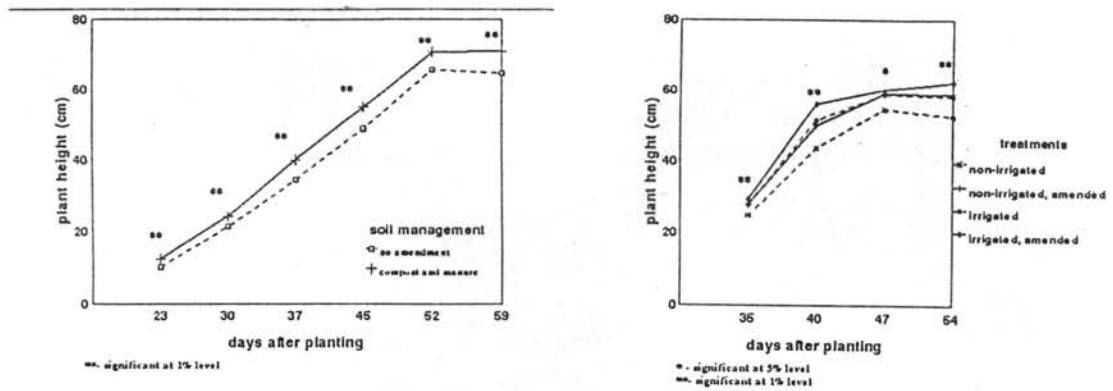 80
60
40
20
0
plant height (cm)
**
**
**
**
**
**
soil management
no amendment
compost and manure
23 30 37 45 52 59
days after planting
**- significant at 1% level
80
60
40
20
0
plant height (cm)
**
**
*
**
treatments
non-irrigated
non-irrigated, amended
irrigated
irrigated, amended
36 40 47 64
days after planting
*- significant at 5% level
**- significant at 1% level